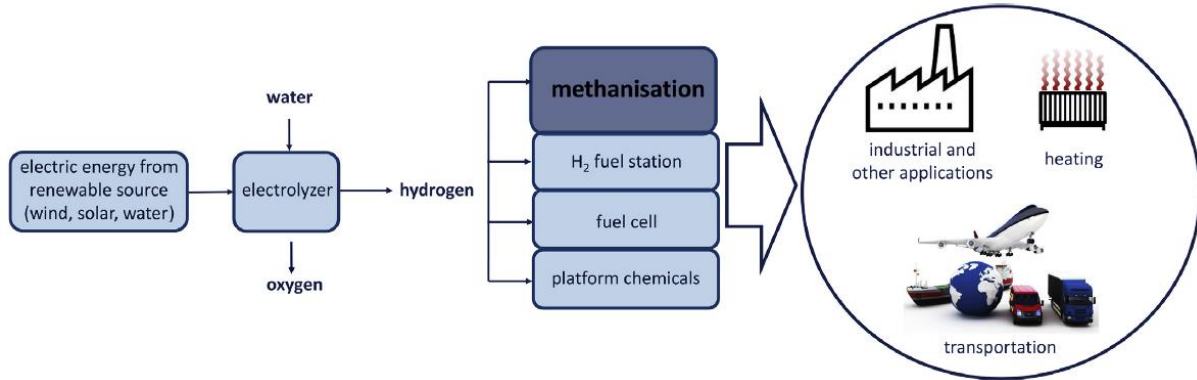 water
electric energy from
renewable source
(wind, solar, water)
electrolyzer
oxygen
hydrogen
methanisation
H₂ fuel station
fuel cell
platform chemicals
industrial and
other applications
heating
transportation